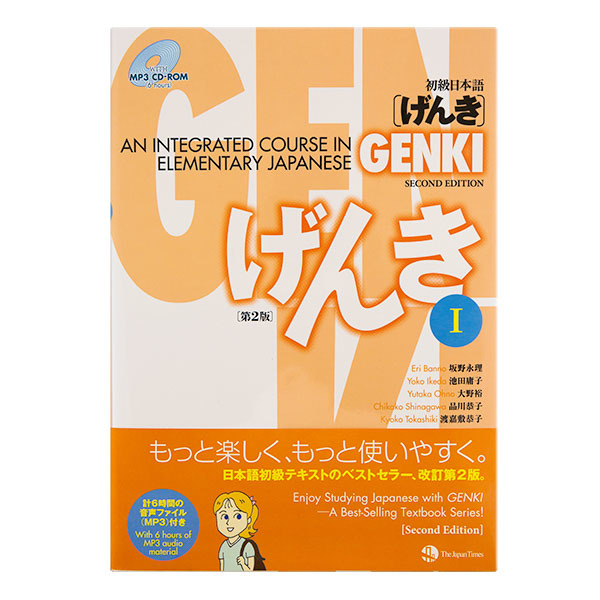 WITH
MP3 CD-ROM
6 hours!
GENKI
初級日本語
[げんき]
AN INTEGRATED COURSE IN
ELEMENTARY JAPANESE
GENKI
SECOND EDITION
げんき
[第2版]
I
Eri Banno 坂野永理
Yoko Ikeda 池田庸子
Yutaka Ohno 大野裕
Chikako Shinagawa 品川恭子
Kyoko Tokashiki 渡嘉敷恭子
もっと楽しく、もっと使いやすく。
日本語初級テキストのベストセラー、改訂第2版。
計6時間の
音声ファイル
(MP3)付き
With 6 hours of
MP3 audio
material
Enjoy Studying Japanese with GENKI
—A Best-Selling Textbook Series!
[Second Edition]
The Japan Times